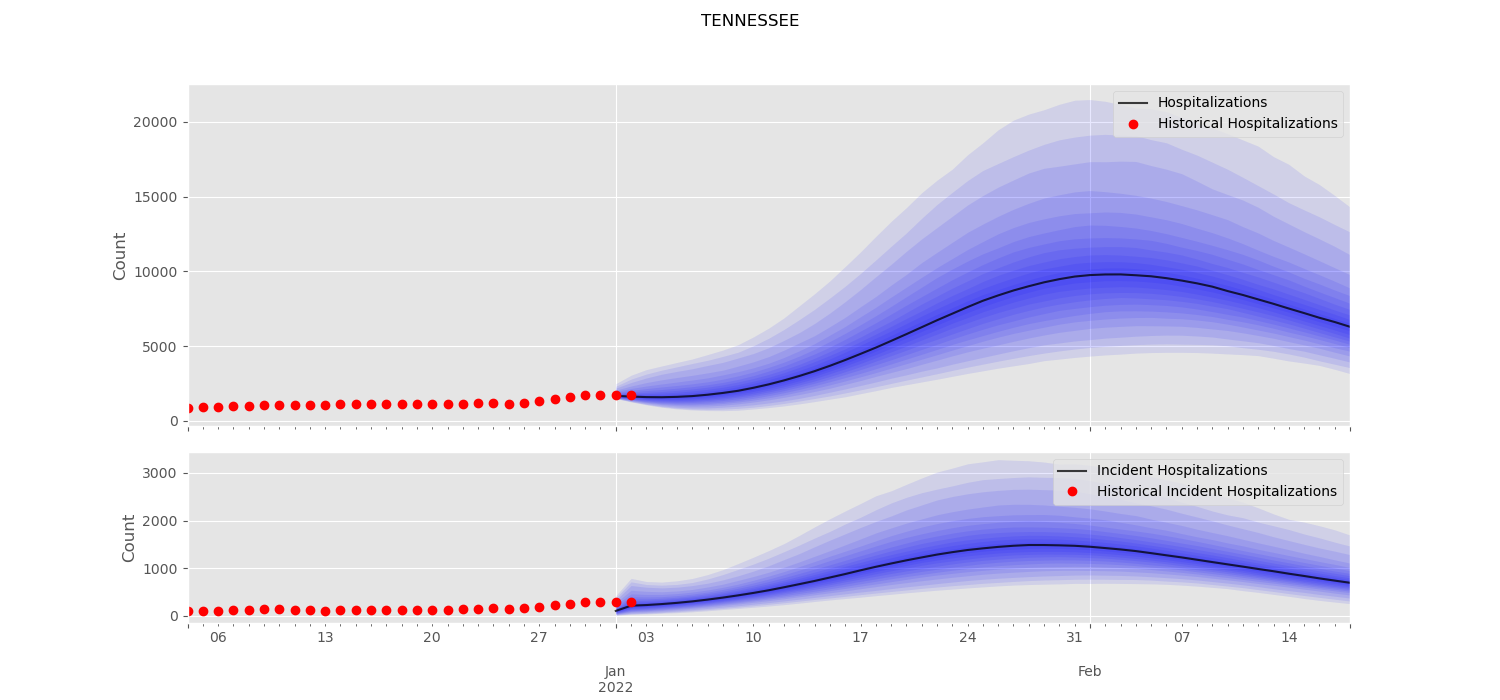 TENNESSEE
Hospitalizations
Historical Hospitalizations
20000
15000
10000
5000
0
Count
Incident Hospitalizations
Historical Incident Hospitalizations
3000
2000
1000
0
Count
06 13 20 27 03 10 17 24 31 07 14
Jan Feb
2022